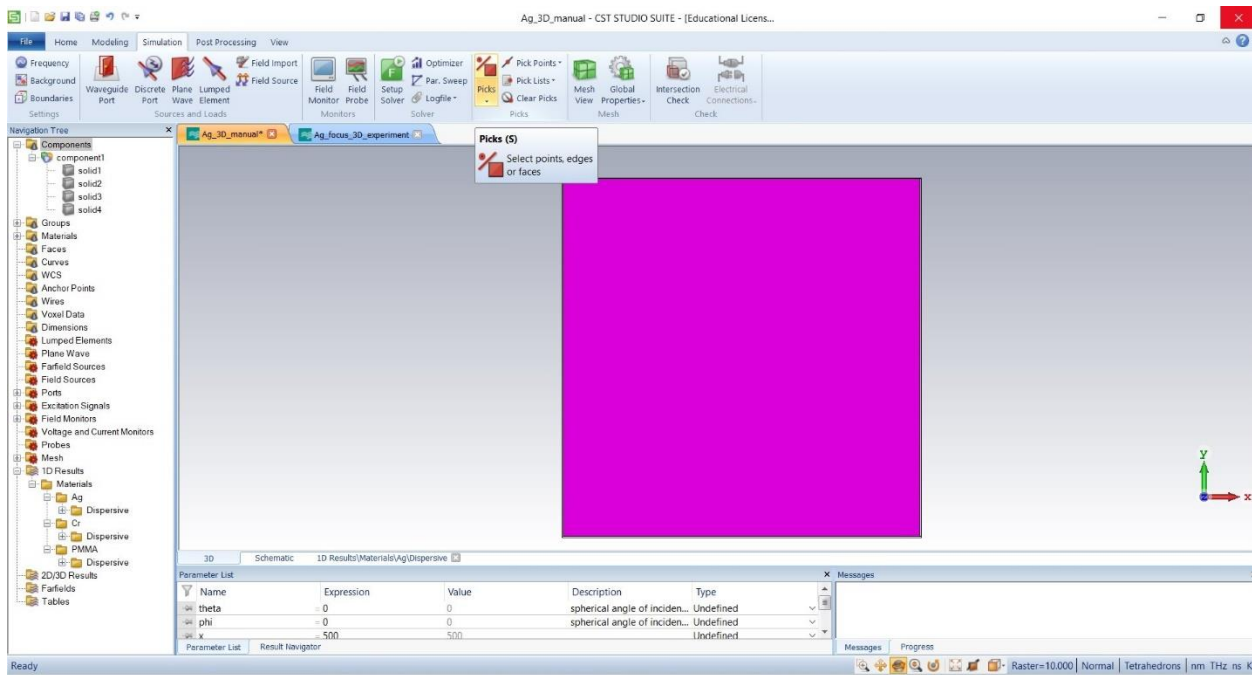 Ag_3D_manual - CST STUDIO SUITE - [Educational Licens...
File Home Modeling Simulation Post Processing View
Frequency
Background
Boundaries
Settings
Waveguide Port
Discrete Port
Plane Wave
Lumped Element
Field Import
Field Source
Sources and Loads
Field Monitor
Field Probe
Monitors
Setup Solver
Optimizer
Par. Sweep
Logfile
Solver
Picks
Pick Points
Pick Lists
Clear Picks
Picks
Mesh View
Global Properties
Mesh
Intersection Check
Electrical Connections
Check
Navigation Tree
Components
component1
solid1
solid2
solid3
solid4
Groups
Materials
Faces
Curves
WCS
Anchor Points
Wires
Voxel Data
Dimensions
Lumped Elements
Plane Wave
Farfield Sources
Field Sources
Ports
Excitation Signals
Field Monitors
Voltage and Current Monitors
Probes
Mesh
1D Results
Materials
Ag
Dispersive
Cr
Dispersive
PMMA
Dispersive
2D/3D Results
Farfields
Tables
Ag_3D_manual* Ag_focus_3D_experiment
Picks (S)
Select points, edges
or faces
y
x
3D Schematic 1D Results\Materials\Ag\Dispersive
Parameter List
Name Expression Value Description Type
theta = 0 0 spherical angle of inciden... Undefined
phi = 0 0 spherical angle of inciden... Undefined
x = 500 500 Undefined
Parameter List Result Navigator
Messages
Messages Progress
Ready
Raster=10.000 Normal Tetrahedrons nm THz ns K